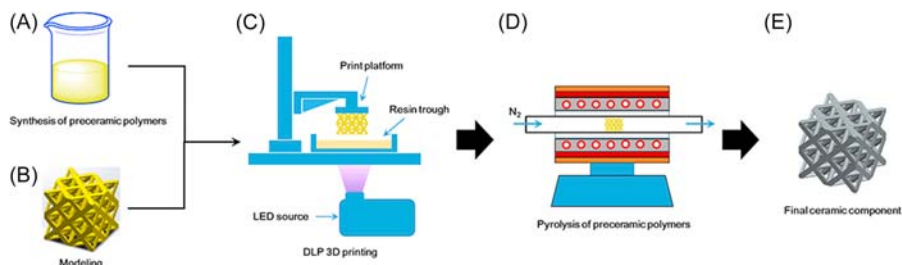 (A)
Synthesis of preceramic polymers
(B)
Modeling
(C)
Print platform
Resin trough
LED source
DLP 3D printing
(D)
N2
Pyrolysis of preceramic polymers
(E)
Final ceramic component